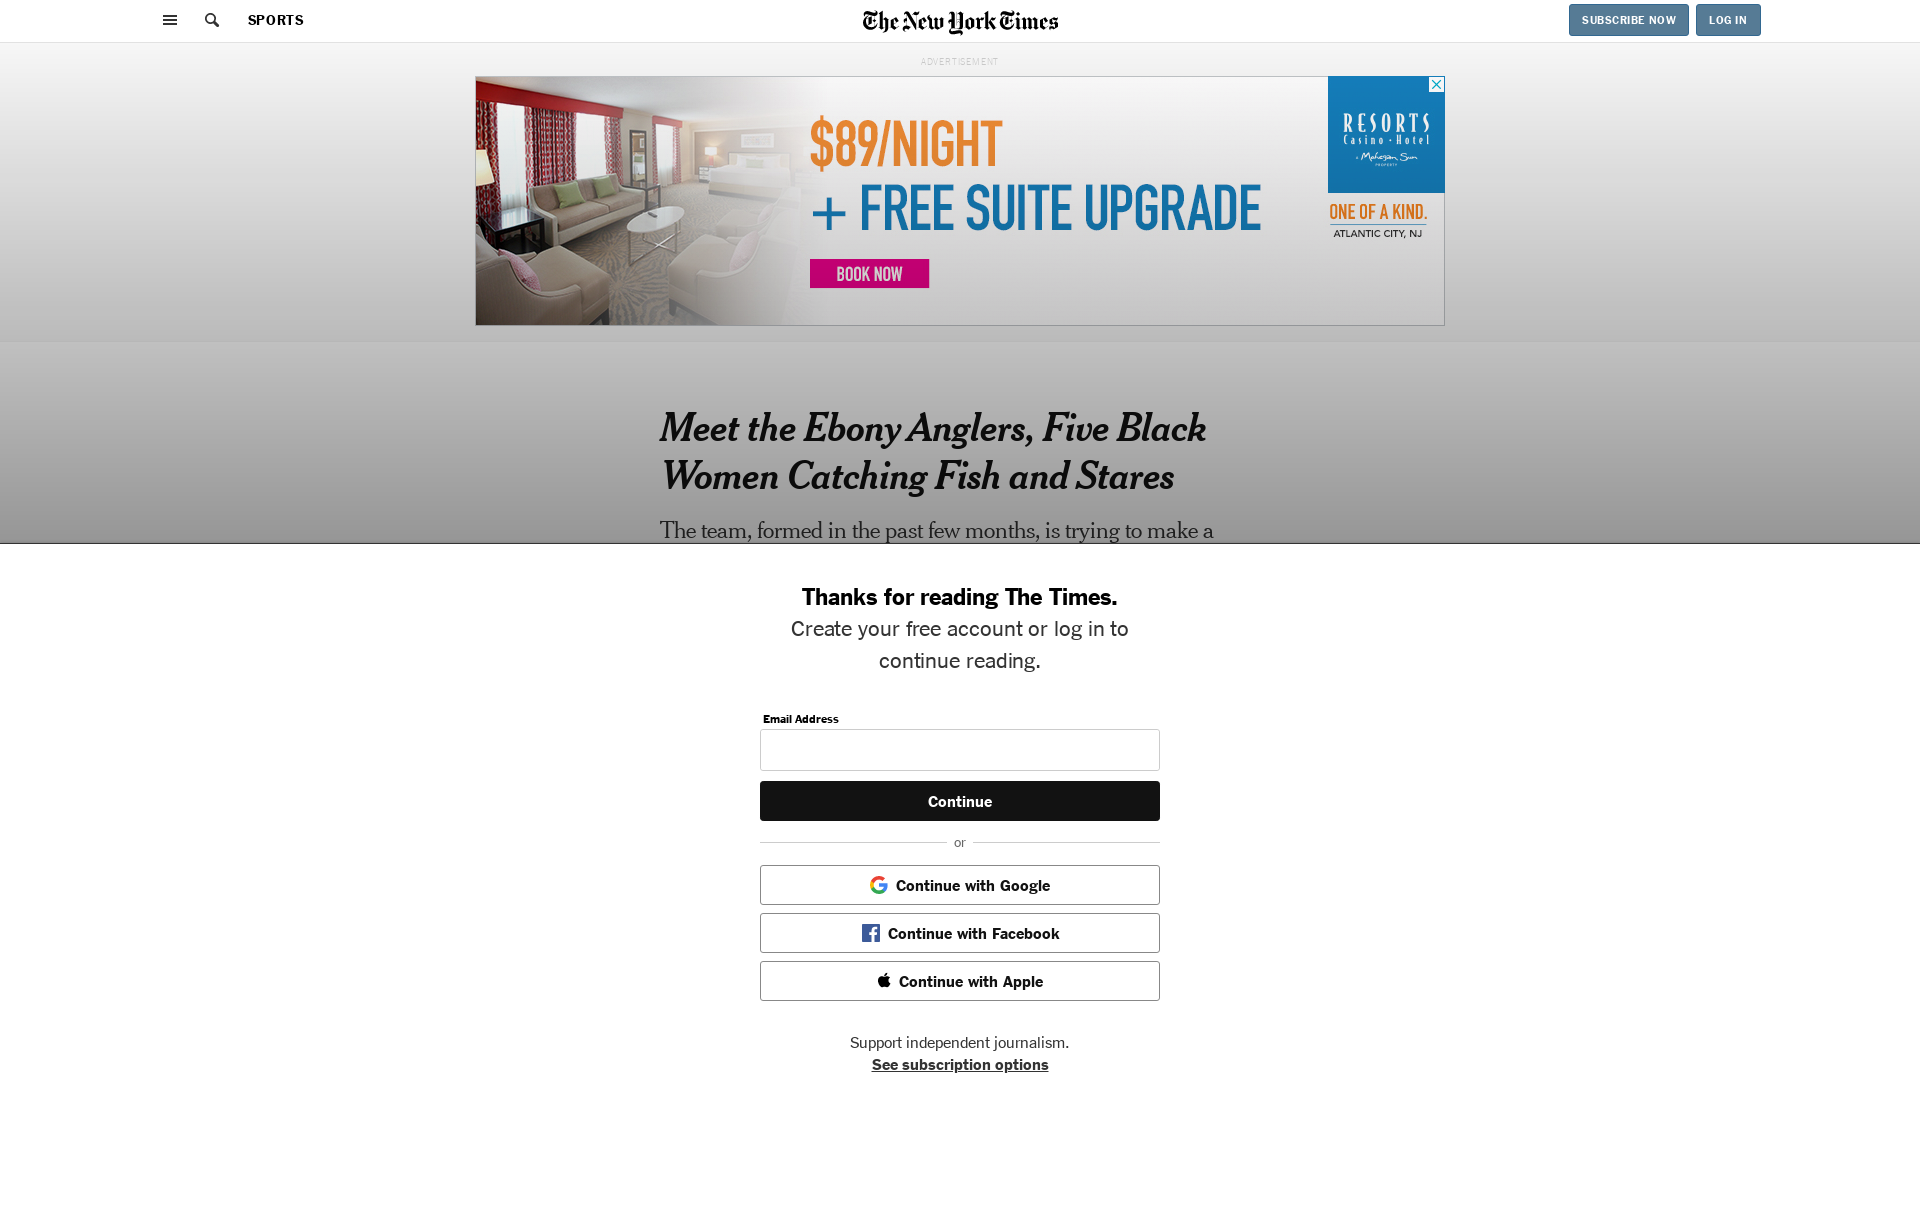 SPORTS
The New York Times
SUBSCRIBE NOW
LOG IN
ADVERTISEMENT
$89/NIGHT
+ FREE SUITE UPGRADE
BOOK NOW
RESORTS
Casino · Hotel
a Mohegan Sun
PROPERTY
ONE OF A KIND.
ATLANTIC CITY, NJ
Meet the Ebony Anglers, Five Black
Women Catching Fish and Stares
The team, formed in the past few months, is trying to make a
Thanks for reading The Times.
Create your free account or log in to
continue reading.
Email Address
Continue
or
Continue with Google
Continue with Facebook
Continue with Apple
Support independent journalism.
See subscription options